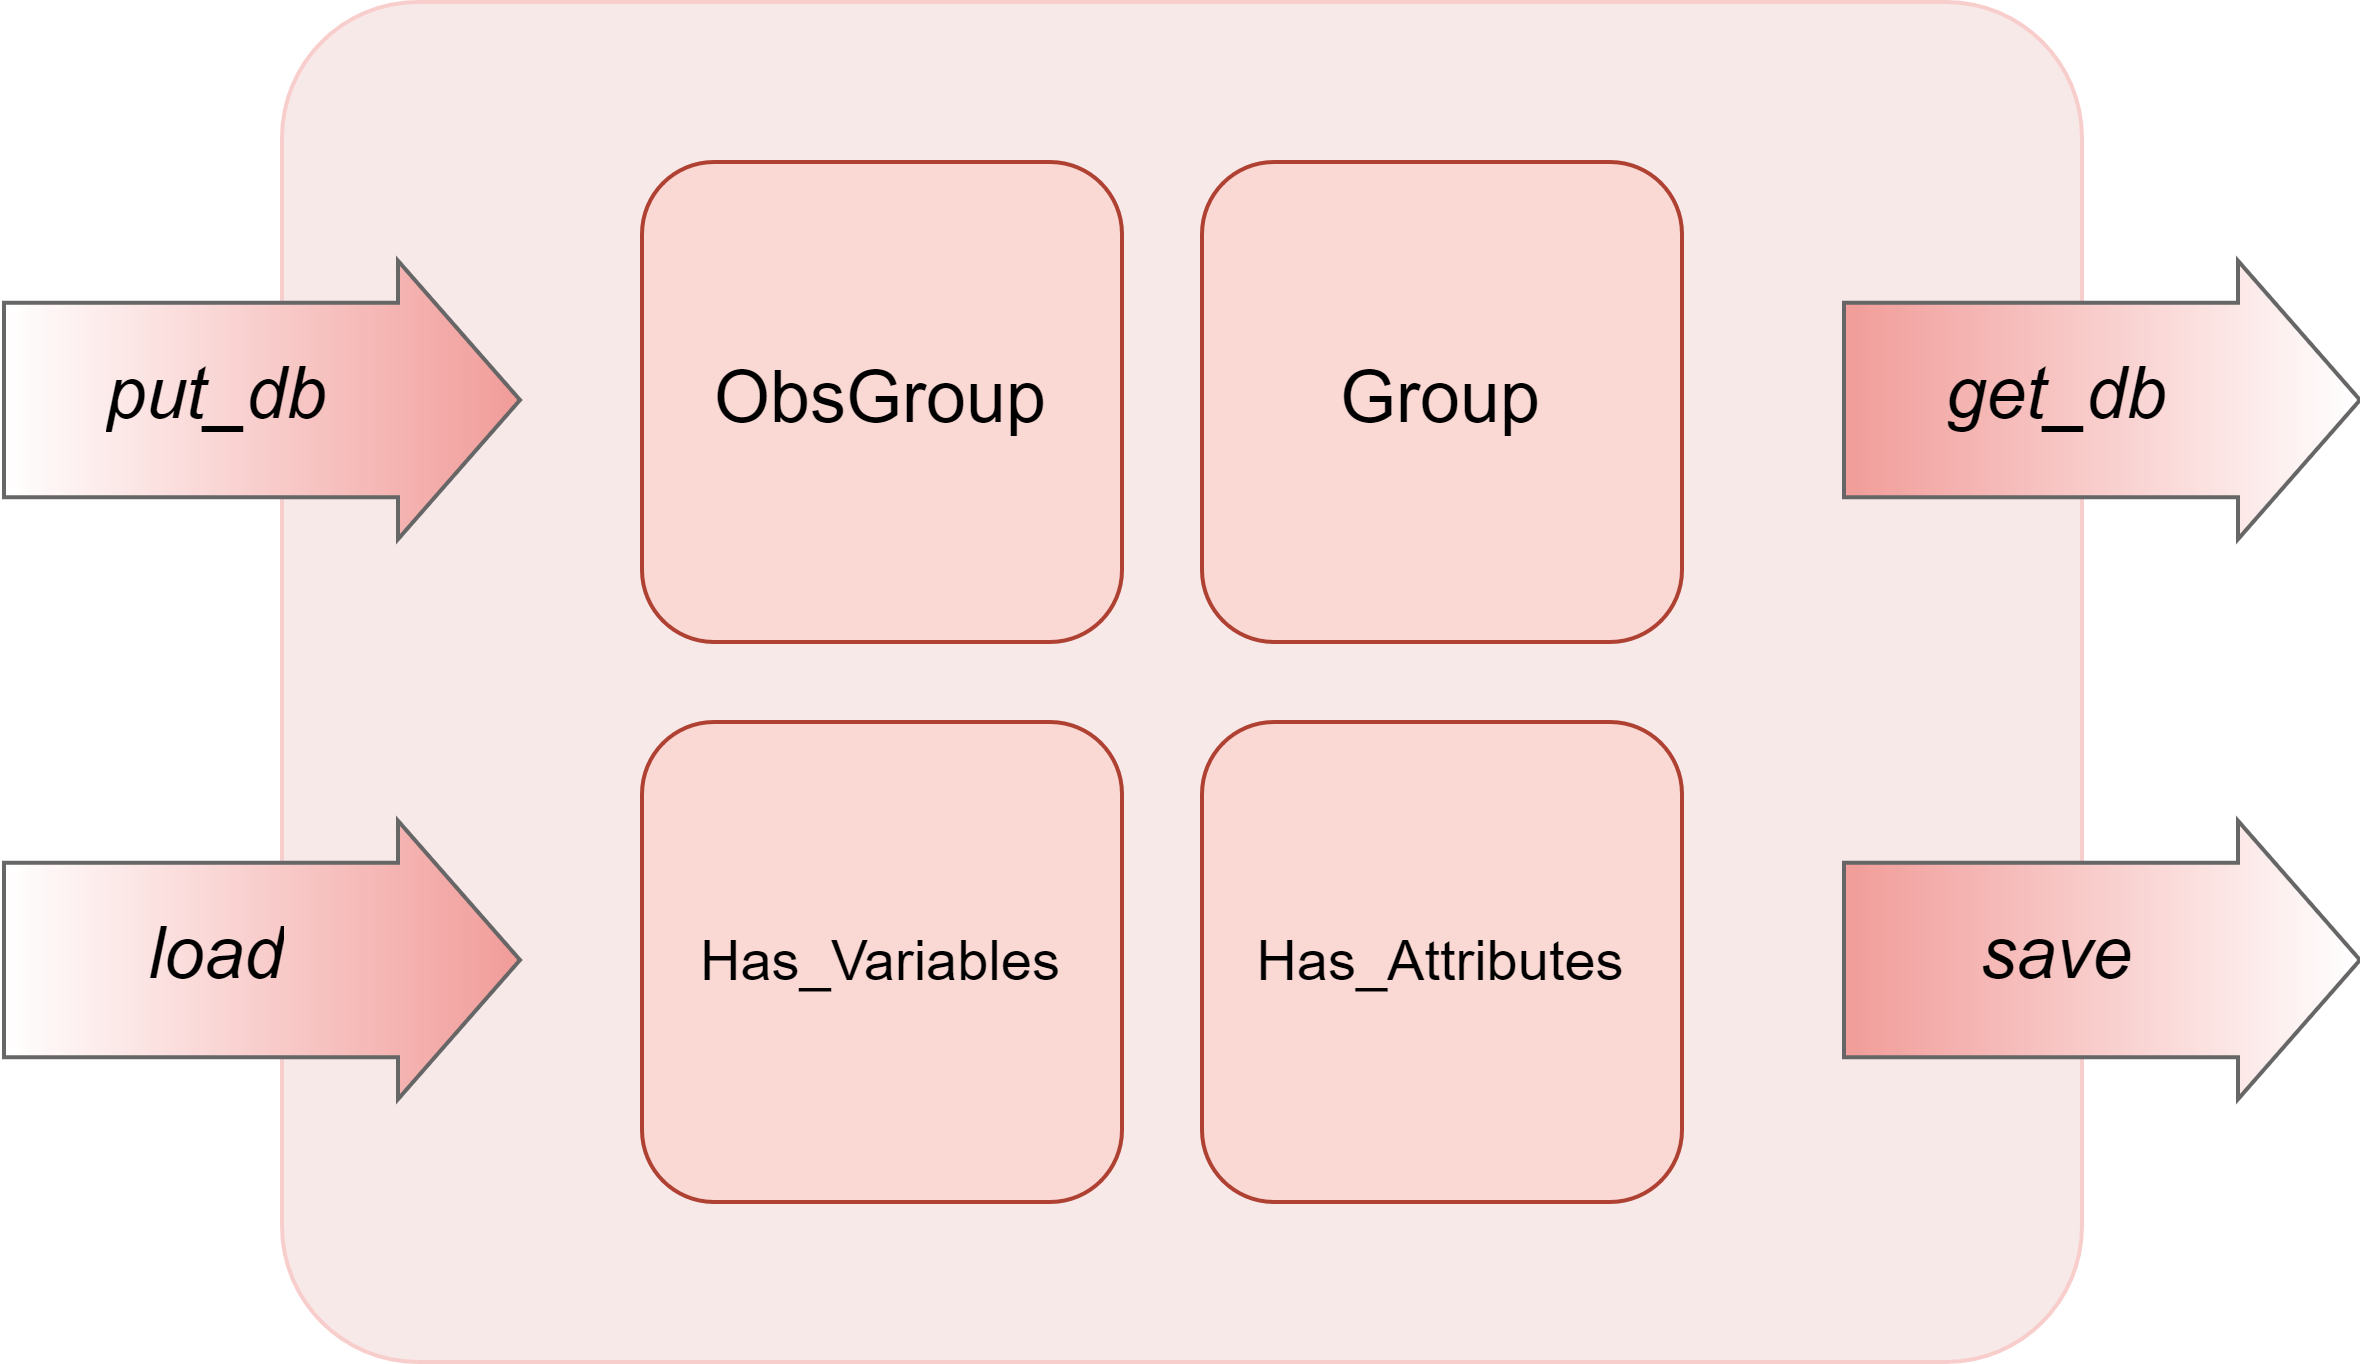 put_db
ObsGroup
Group
get_db
load
Has_Variables
Has_Attributes
save